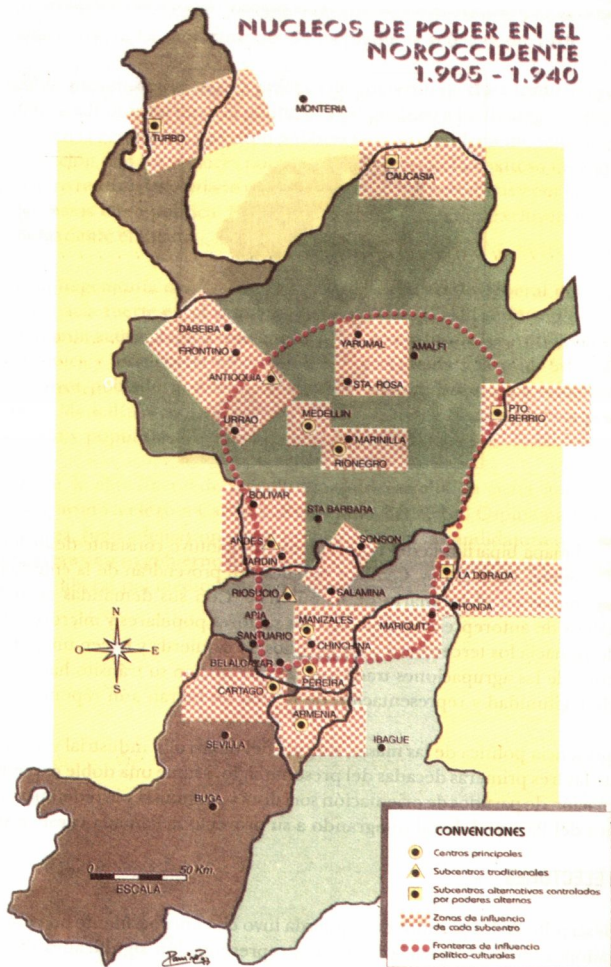 NUCLEOS DE PODER EN EL
NOROCCIDENTE
1.905 - 1.940
MONTERIA
TURBO
CAUCASIA
DABEIBA
FRONTINO
ANTIOQUIA
URRAO
YARUMAL
AMALFI
STA. ROSA
MEDELLIN
MARINILLA
RIONEGRO
PTO
BERRIO
BOLIVAR
STA BARBARA
ANDES
JARDIN
SONSON
LA DORADA
RIOSUCIO
SALAMINA
HONDA
APIA
MANIZALES
MARIQUIT
SANTUARIO
CHINCHINA
BELALCAZAR
PEREIRA
CARTAGO
ARMENIA
SEVILLA
IBAGUE
BUGA
N
O
E
S
0 50 Km
ESCALA
CONVENCIONES
Centros principales
Subcentros tradicionales
Subcentros alternativos controlados
por poderes alternos
Zonas de influencia
de cada subcentro
Fronteras de influencia
político-culturales